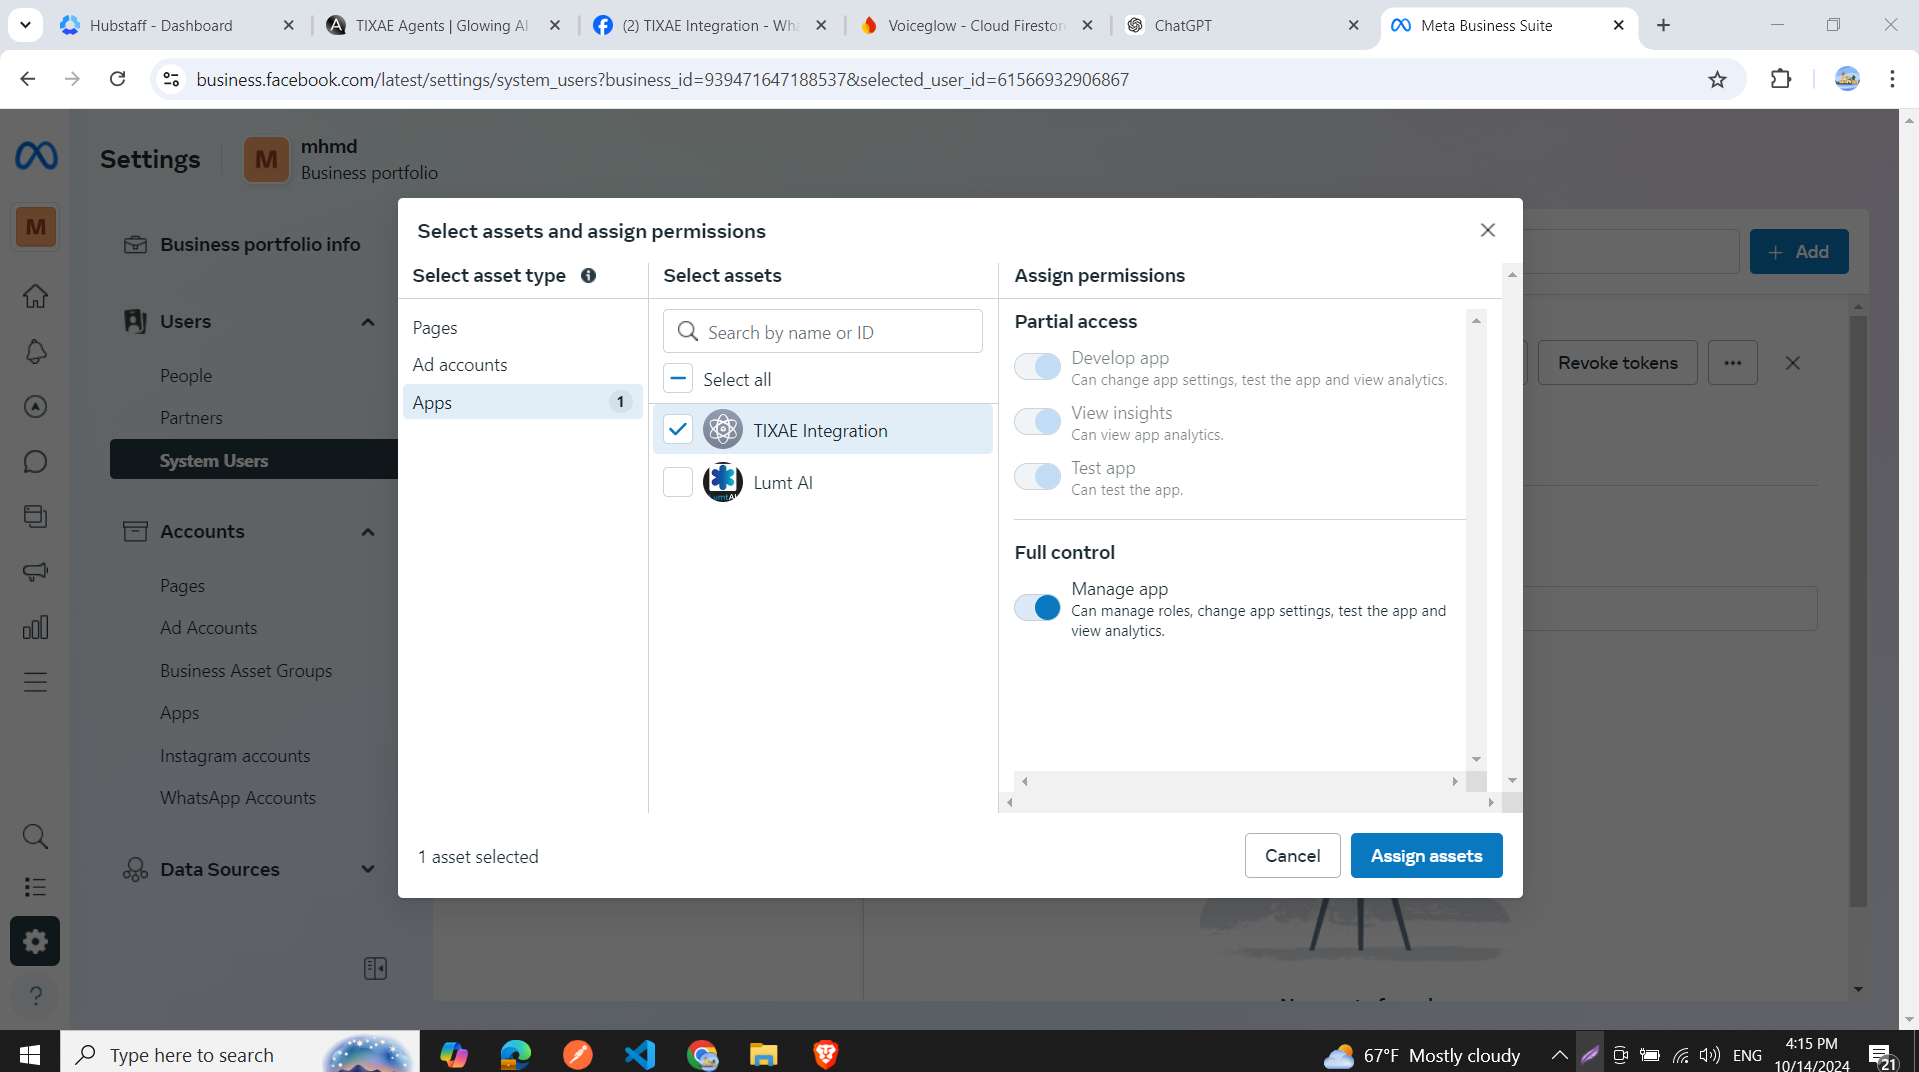 Hubstaff - Dashboard
TIXAE Agents | Glowing AI
(2) TIXAE Integration - Wha
Voiceglow - Cloud Firestor
ChatGPT
Meta Business Suite
business.facebook.com/latest/settings/system_users?business_id=939471647188537&selected_user_id=61566932906867
Settings
M
mhmd
Business portfolio
M
Business portfolio info
Users
People
Partners
System Users
Accounts
Pages
Ad Accounts
Business Asset Groups
Apps
Instagram accounts
WhatsApp Accounts
Data Sources
Select assets and assign permissions
Select asset type
Pages
Ad accounts
Apps 1
Select assets
Search by name or ID
Select all
TIXAE Integration
Lumt AI
Assign permissions
Partial access
Develop app
Can change app settings, test the app and view analytics.
View insights
Can view app analytics.
Test app
Can test the app.
Full control
Manage app
Can manage roles, change app settings, test the app and
view analytics.
1 asset selected
Cancel
Assign assets
+ Add
Revoke tokens
Type here to search
67°F Mostly cloudy
ENG
4:15 PM
10/14/2024
21